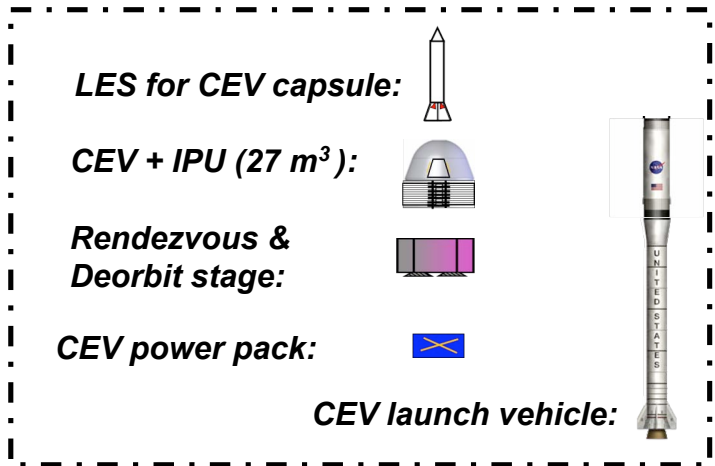 LES for CEV capsule:
CEV + IPU (27 m³ ):
Rendezvous &
Deorbit stage:
CEV power pack:
CEV launch vehicle:
NASA
UNITED STATES